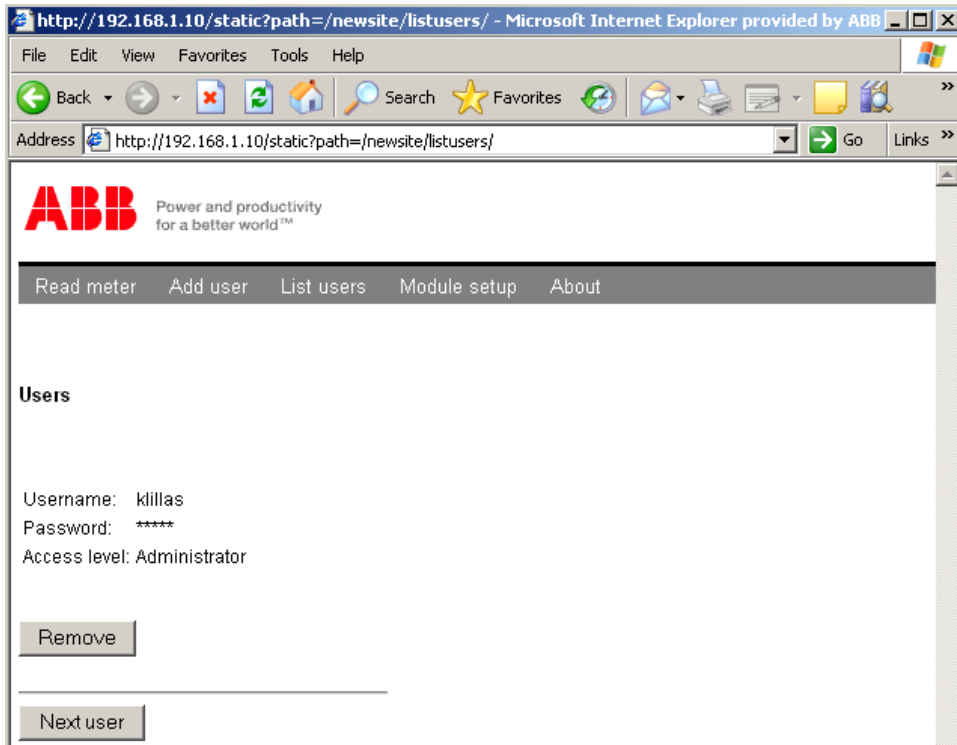 http://192.168.1.10/static?path=/newsite/listusers/ - Microsoft Internet Explorer provided by ABB
File Edit View Favorites Tools Help
Back Search Favorites »
Address http://192.168.1.10/static?path=/newsite/listusers/ Go Links »
ABB Power and productivity
for a better world™
Read meter Add user List users Module setup About
Users
Username: klillas
Password: *****
Access level: Administrator
Remove
Next user